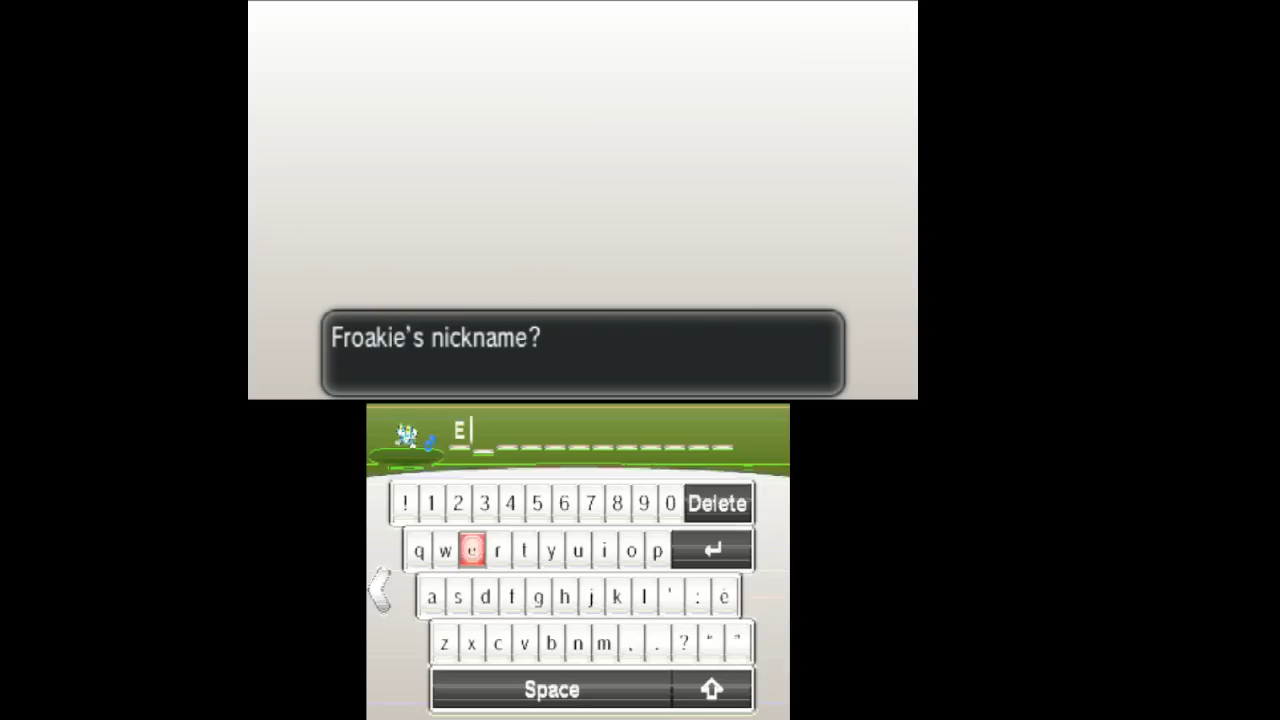 Froakie's nickname?
E
! 1 2 3 4 5 6 7 8 9 0 Delete
q w e r t y u i o p
a s d f g h j k l ' : é
z x c v b n m , . ? “ ”
Space